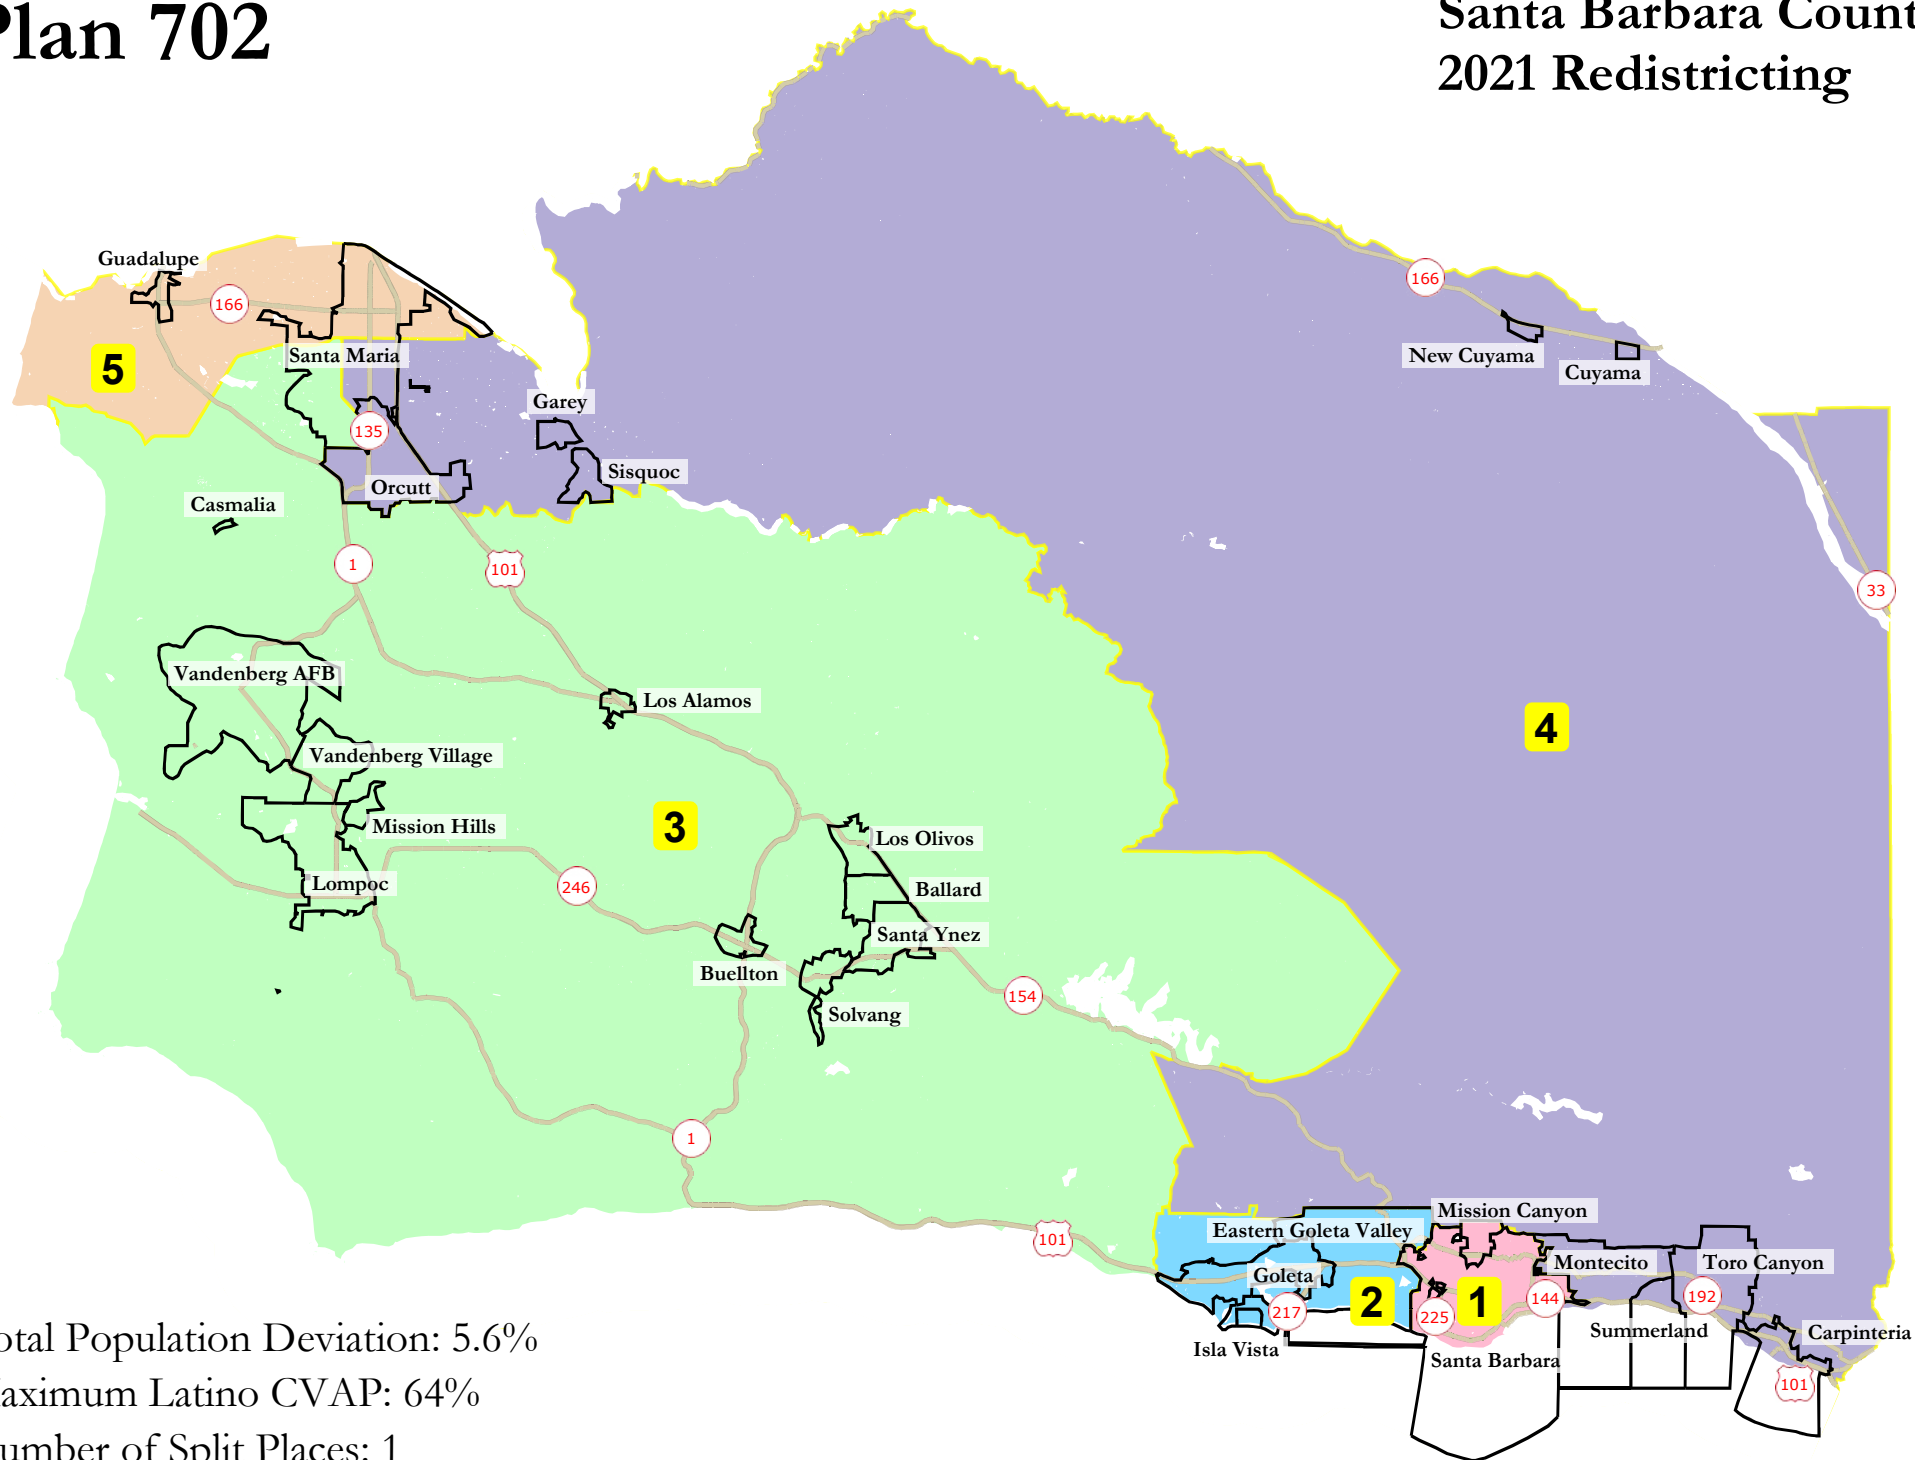 Plan 702
Santa Barbara Count
2021 Redistricting
Guadalupe
166
5
Santa Maria
135
Orcutt
Garey
Sisquoc
Casmalia
1
101
166
New Cuyama
Cuyama
33
Vandenberg AFB
Vandenberg Village
Mission Hills
Lompoc
Los Alamos
3
4
246
Los Olivos
Ballard
Santa Ynez
Buellton
Solvang
154
1
101
Mission Canyon
Eastern Goleta Valley
Goleta
Montecito
Toro Canyon
217
2
225
1
144
192
Isla Vista
Santa Barbara
Summerland
Carpinteria
101
otal Population Deviation: 5.6%
aximum Latino CVAP: 64%
umber of Split Places: 1